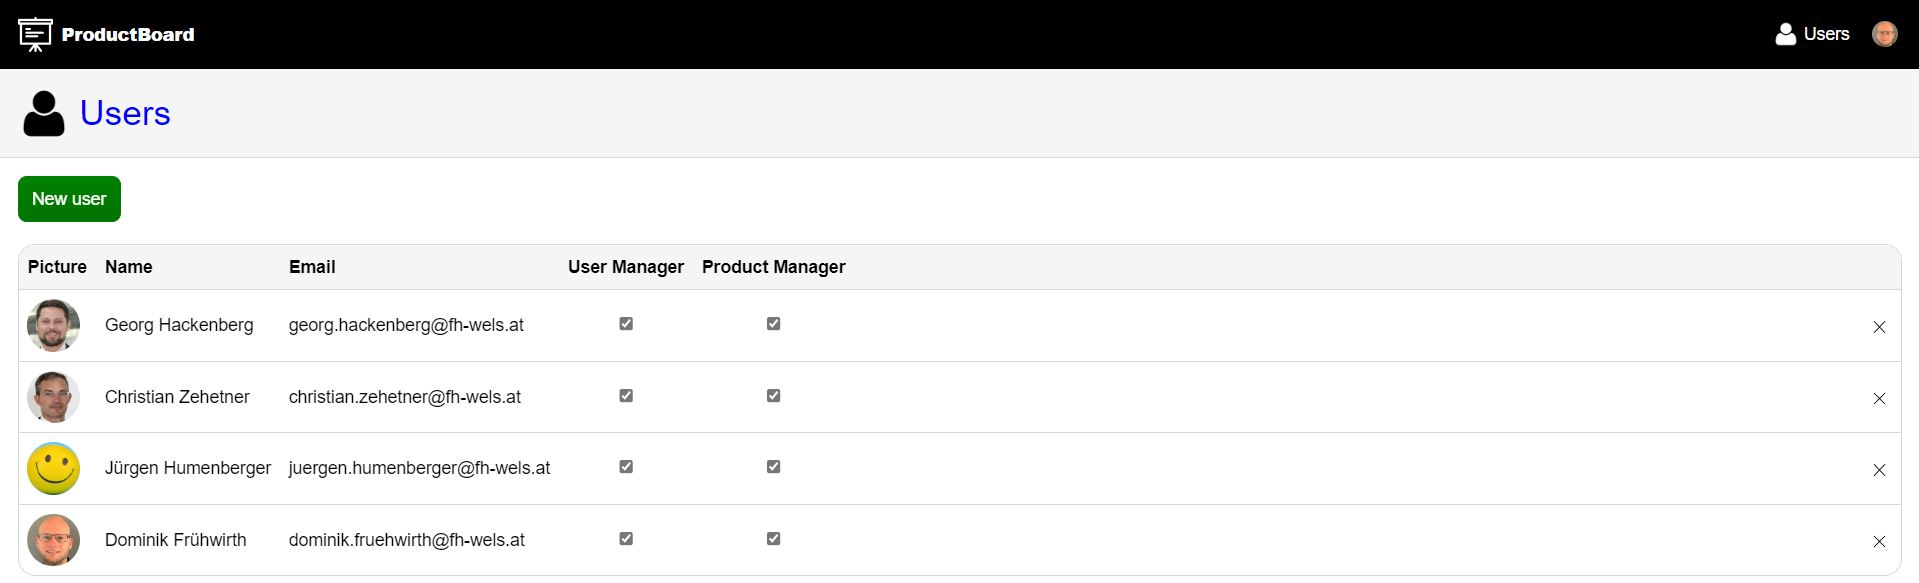 ProductBoard Users
Users
New user
Picture Name Email User Manager Product Manager
Georg Hackenberg georg.hackenberg@fh-wels.at
Christian Zehetner christian.zehetner@fh-wels.at
Jürgen Humenberger juergen.humenberger@fh-wels.at
Dominik Frühwirth dominik.fruehwirth@fh-wels.at